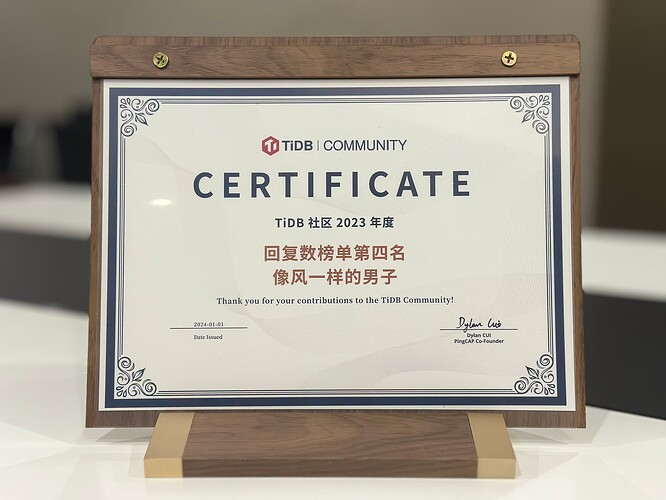 TiDB | COMMUNITY
CERTIFICATE
TiDB 社区 2023 年度
回复数榜单第四名
像风一样的男子
Thank you for your contributions to the TiDB Community!
2024-01-01
Date Issued
Dylan Cui
Dylan CUI
PingCAP Co-Founder